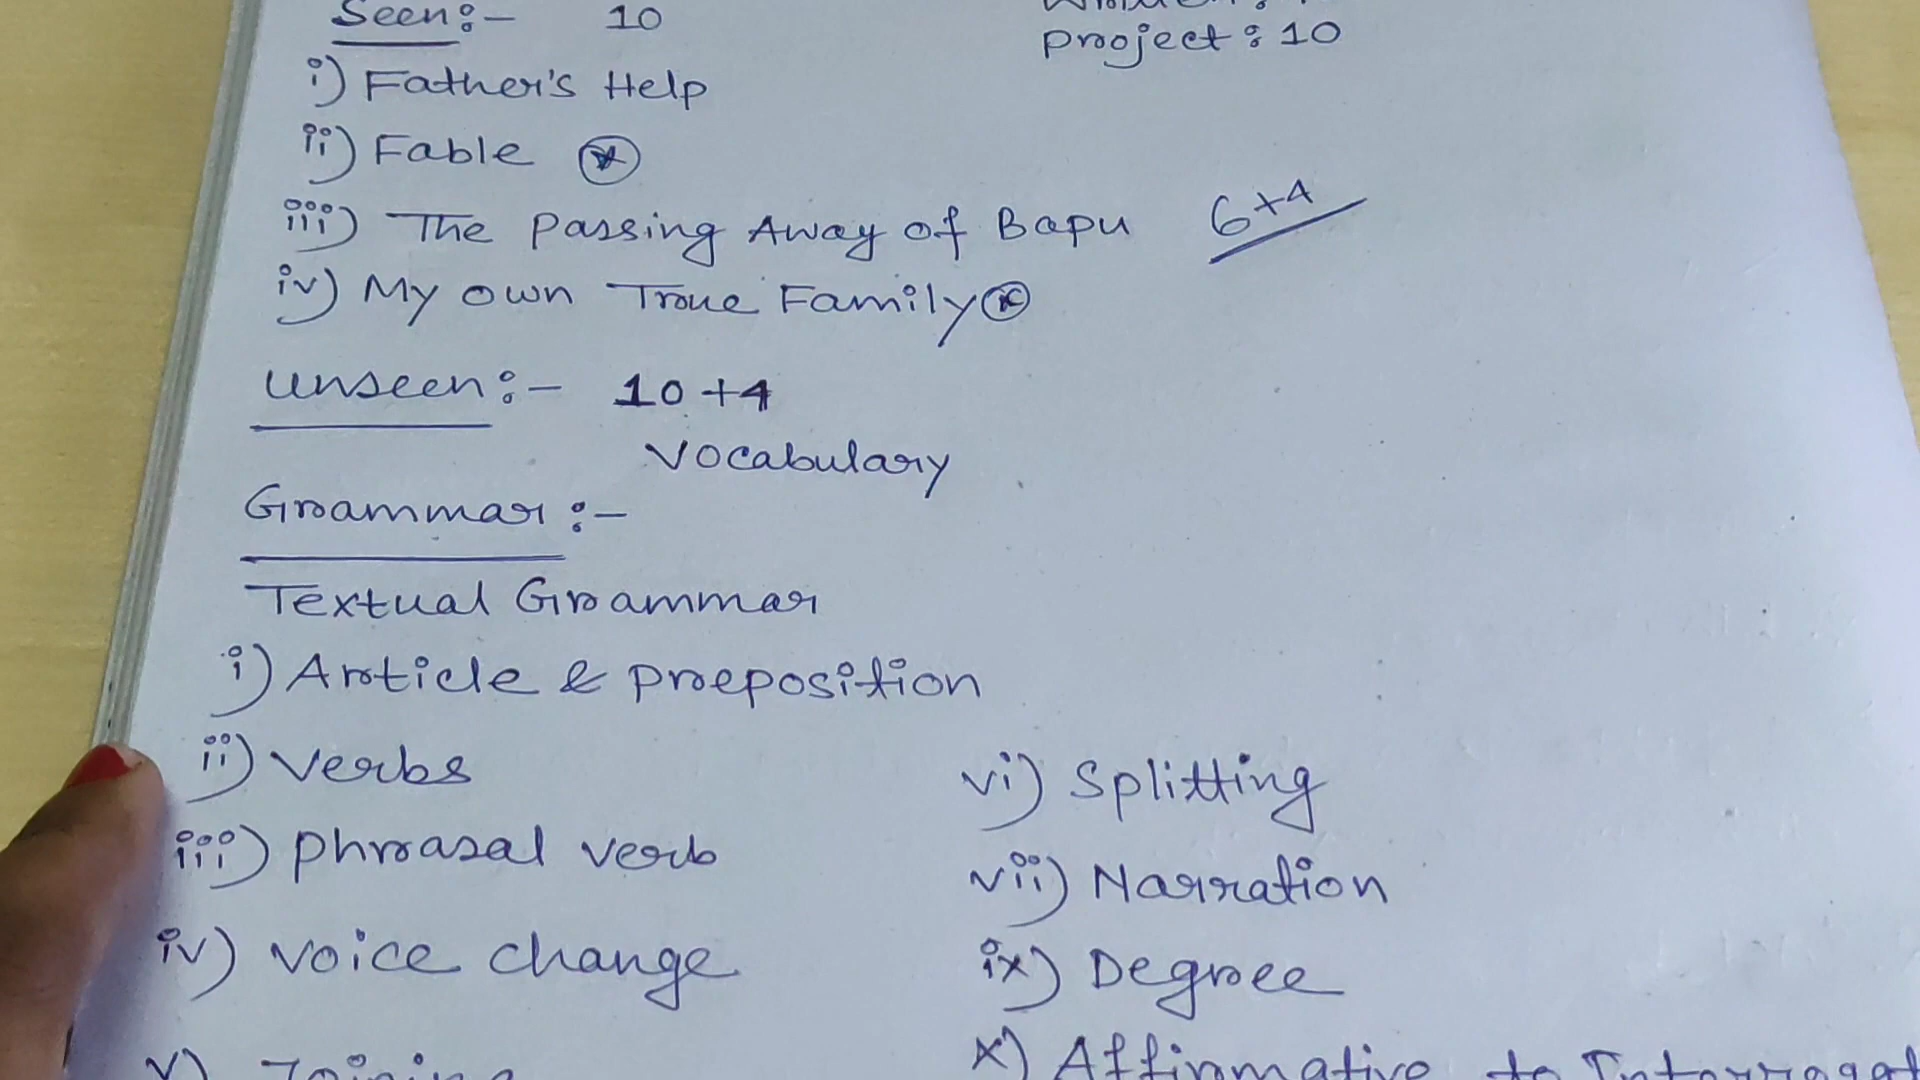 Seen:- 10
Project: 10
i) Father's Help
ii) Fable
iii) The Passing Away of Bapu 6+4
iv) My own True Family
Unseen:- 10+4
Vocabulary
Grammar:-
Textual Grammar
i) Article & Preposition
ii) Verbs
iii) Phrasal verb
iv) Voice change
v) Joining
vi) Splitting
vii) Narration
ix) Degree
x) Affirmative to